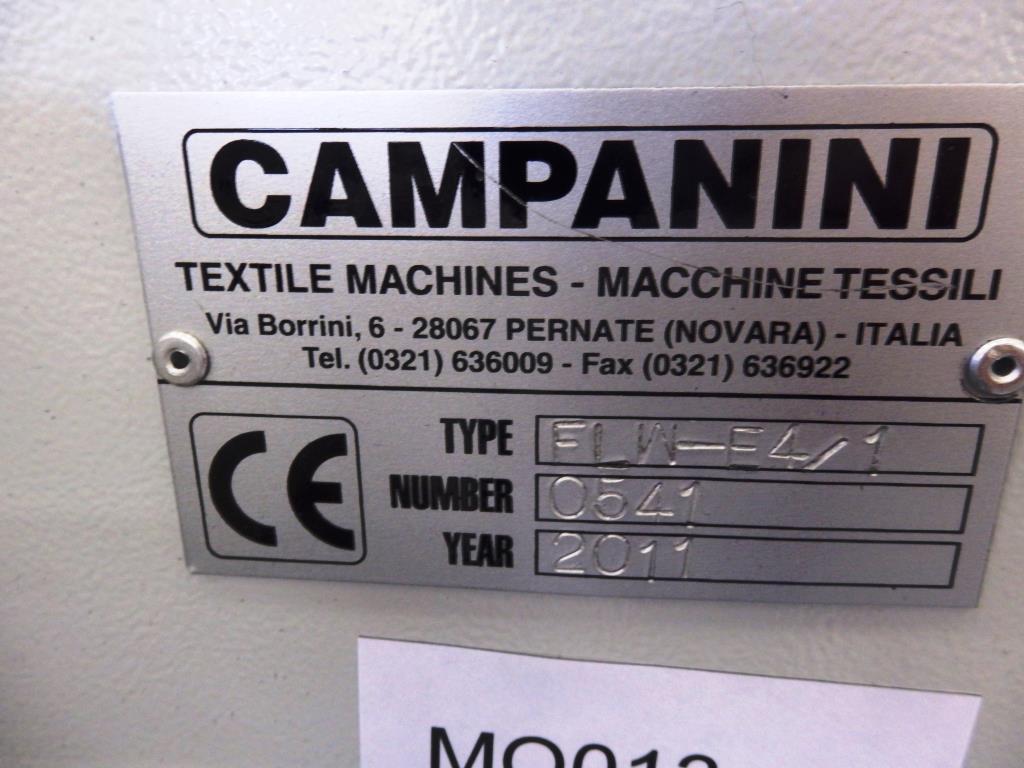 CAMPANINI
TEXTILE MACHINES - MACCHINE TESSILI
Via Borrini, 6 - 28067 PERNATE (NOVARA) - ITALIA
Tel. (0321) 636009 - Fax (0321) 636922
CE
TYPE FLW-E4/1
NUMBER 0541
YEAR 2011